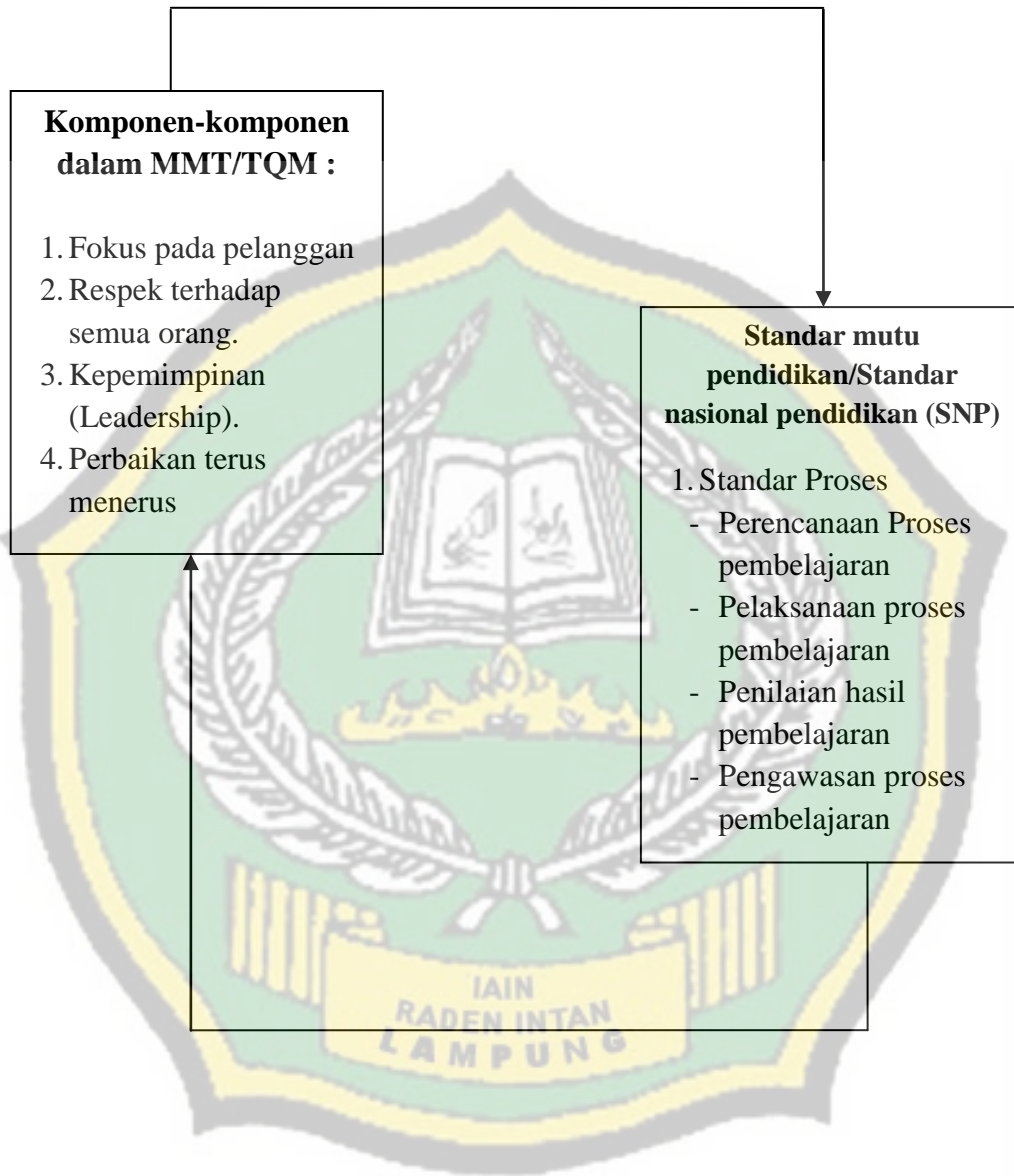 Komponen-komponen
dalam MMT/TQM :
1. Fokus pada pelanggan
2. Respek terhadap
semua orang.
3. Kepemimpinan
(Leadership).
4. Perbaikan terus
menerus
Standar mutu
pendidikan/Standar
nasional pendidikan (SNP)
1. Standar Proses
- Perencanaan Proses
pembelajaran
- Pelaksanaan proses
pembelajaran
- Penilaian hasil
pembelajaran
- Pengawasan proses
pembelajaran
IAIN
RADEN INTAN
LAMPUNG